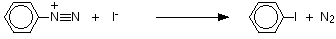 N≡N⁺ + I⁻ → I + N₂